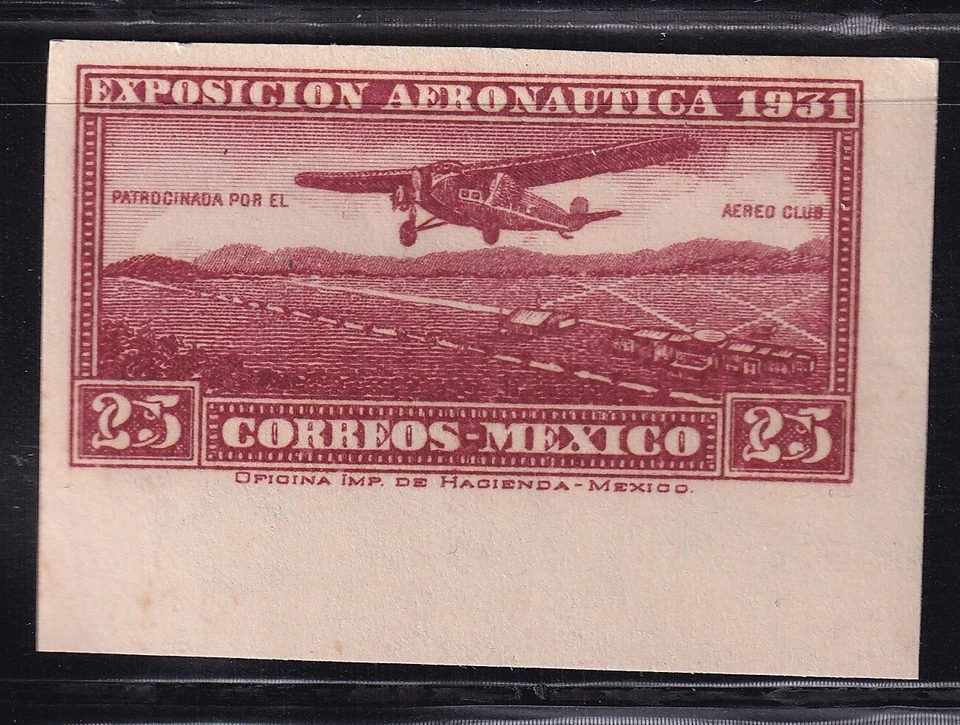 EXPOSICION AERONAUTICA 1931
PATROCINADA POR EL AEREO CLUB
25 CORREOS-MEXICO 25
OFICINA IMP. DE HACIENDA-MEXICO.